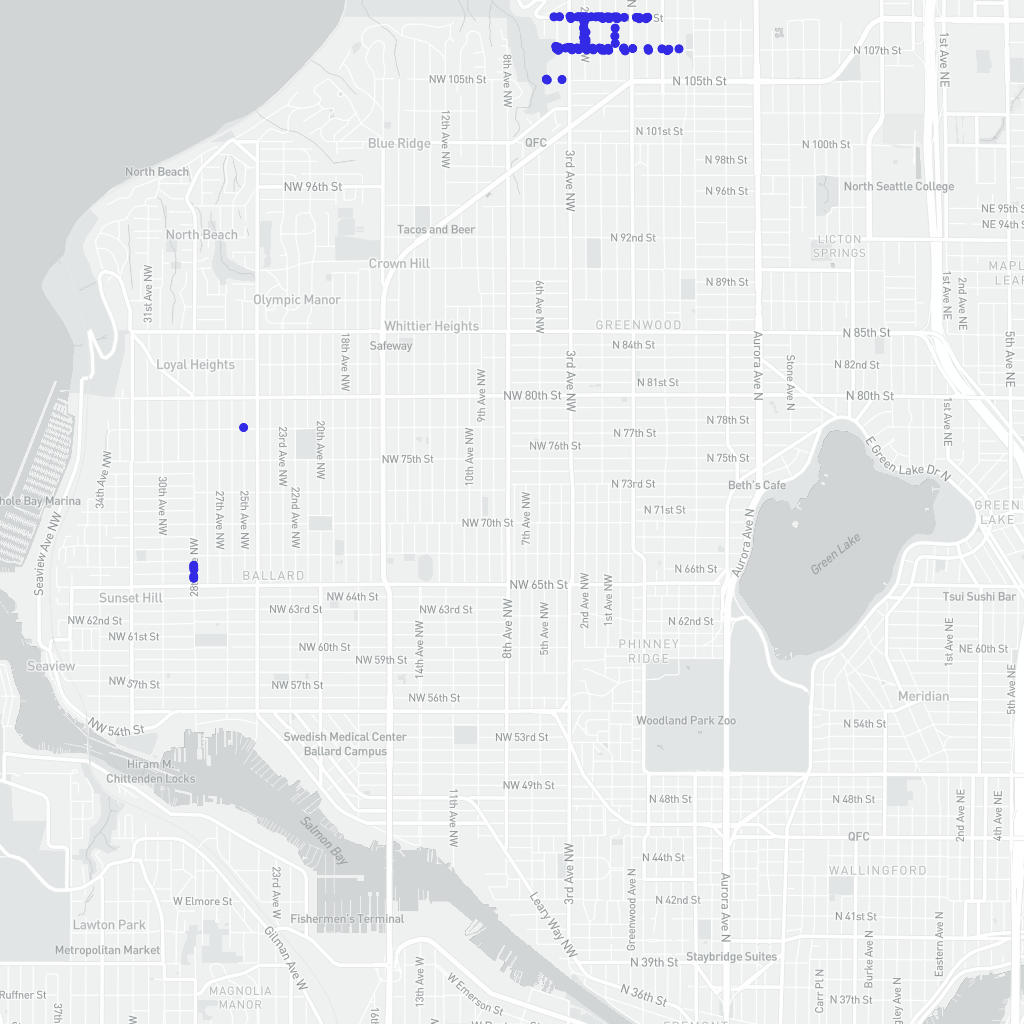 N 107th St
1st Ave NE
NW 105th St
8th Ave NW
N 105th St
12th Ave NW
N 101st St
Blue Ridge
QFC
N 100th St
3rd Ave NW
N 98th St
North Beach
NW 96th St
N 96th St
North Seattle College
NE 95th S
NE 94th S
Tacos and Beer
North Beach
N 92nd St
LICTON
SPRINGS
Crown Hill
MAPL
LEAF
31st Ave NW
6th Ave NW
N 89th St
1st Ave NE
2nd Ave NE
Olympic Manor
Whittier Heights
GREENWOOD
N 85th St
Safeway
N 84th St
18th Ave NW
Aurora Ave N
5th Ave NE
Loyal Heights
N 82nd St
3rd Ave NW
9th Ave NW
N 81st St
Stone Ave N
NW 80th St
N 80th St
1st Ave NE
N 78th St
N 77th St
23rd Ave NW
20th Ave NW
NW 76th St
10th Ave NW
NW 75th St
N 75th St
E Green Lake Dr N
34th Ave NW
N 73rd St
Beth's Cafe
hole Bay Marina
30th Ave NW
27th Ave NW
25th Ave NW
22nd Ave NW
7th Ave NW
N 71st St
GREEN
LAKE
NW 70th St
Seaview Ave NW
Aurora Ave N
Green Lake
BALLARD
N 66th St
NW 65th St
Sunset Hill
NW 64th St
2nd Ave NW
1st Ave NW
Tsui Sushi Bar
NW 63rd St
NW 63rd St
NW 62nd St
N 62nd St
NW 61st St
8th Ave NW
5th Ave NW
14th Ave NW
PHINNEY
RIDGE
1st Ave NE
NW 60th St
NE 60th St
NW 59th St
Seaview
NW 57th St
NW 57th St
5th Ave NE
NW 56th St
Meridian
NW 54th St
Woodland Park Zoo
N 54th St
Swedish Medical Center
Ballard Campus
NW 53rd St
Hiram M.
Chittenden Locks
NW 49th St
N 48th St
N 48th St
11th Ave NW
2nd Ave NE
4th Ave NE
Salmon Bay
QFC
3rd Ave NW
N 44th St
WALLINGFORD
23rd Ave W
Greenwood Ave N
Aurora Ave N
W Elmore St
N 42nd St
Leary Way NW
Fishermen's Terminal
N 41st St
Lawton Park
Eastern Ave N
Metropolitan Market
Gilman Ave W
Burke Ave N
Staybridge Suites
N 39th St
13th Ave W
Carr Pl N
Ruffner St
MAGNOLIA
MANOR
W Emerson St
N 36th St
N 37th St
FREMONT